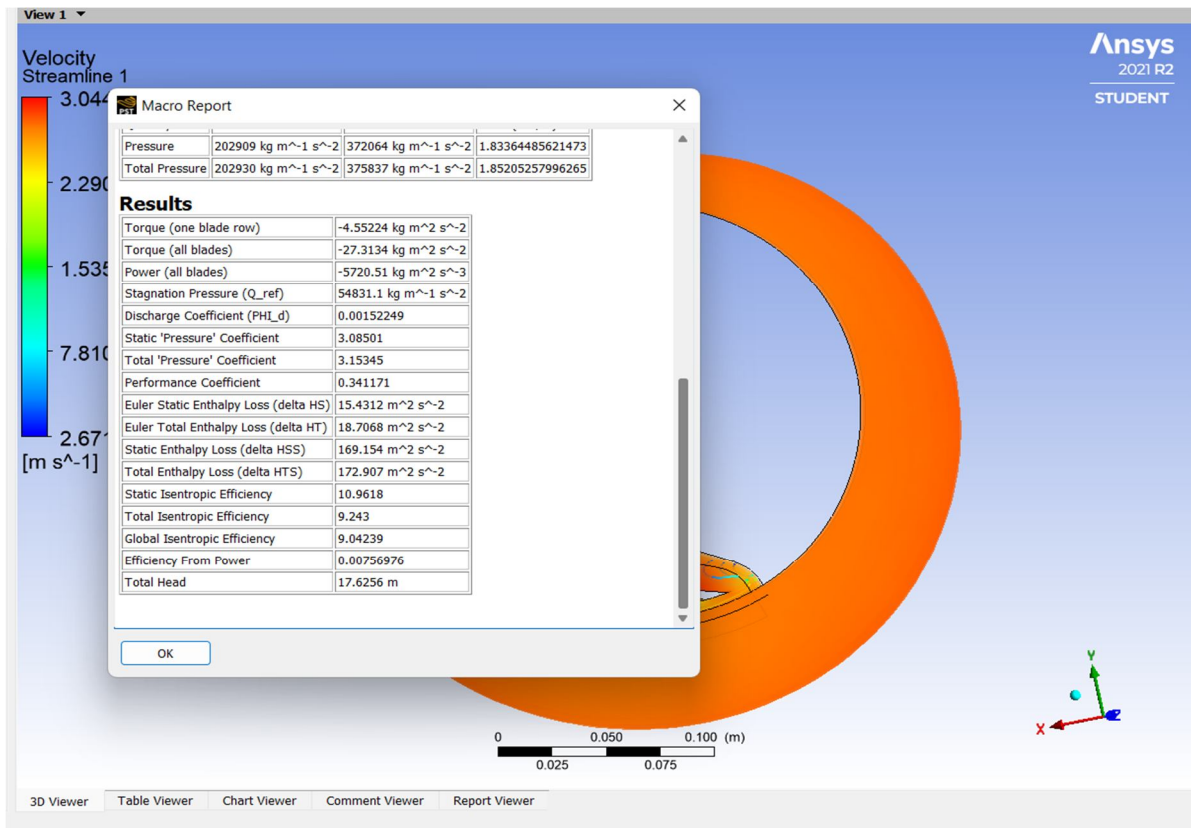 View 1
Velocity
Streamline 1
Ansys
2021 R2
STUDENT
Macro Report
Pressure 202909 kg m^-1 s^-2 372064 kg m^-1 s^-2 1.83364485621473
Total Pressure 202930 kg m^-1 s^-2 375837 kg m^-1 s^-2 1.85205257996265
Results
Torque (one blade row) -4.55224 kg m^2 s^-2
Torque (all blades) -27.3134 kg m^2 s^-2
Power (all blades) -5720.51 kg m^2 s^-3
Stagnation Pressure (Q_ref) 54831.1 kg m^-1 s^-2
Discharge Coefficient (PHI_d) 0.00152249
Static 'Pressure' Coefficient 3.08501
Total 'Pressure' Coefficient 3.15345
Performance Coefficient 0.341171
Euler Static Enthalpy Loss (delta HS) 15.4312 m^2 s^-2
Euler Total Enthalpy Loss (delta HT) 18.7068 m^2 s^-2
Static Enthalpy Loss (delta HSS) 169.154 m^2 s^-2
Total Enthalpy Loss (delta HTS) 172.907 m^2 s^-2
Static Isentropic Efficiency 10.9618
Total Isentropic Efficiency 9.243
Global Isentropic Efficiency 9.04239
Efficiency From Power 0.00756976
Total Head 17.6256 m
OK
3.044
2.290
1.535
7.810
2.671
[m s^-1]
0 0.050 0.100 (m)
0.025 0.075
Y
X
Z
3D Viewer Table Viewer Chart Viewer Comment Viewer Report Viewer